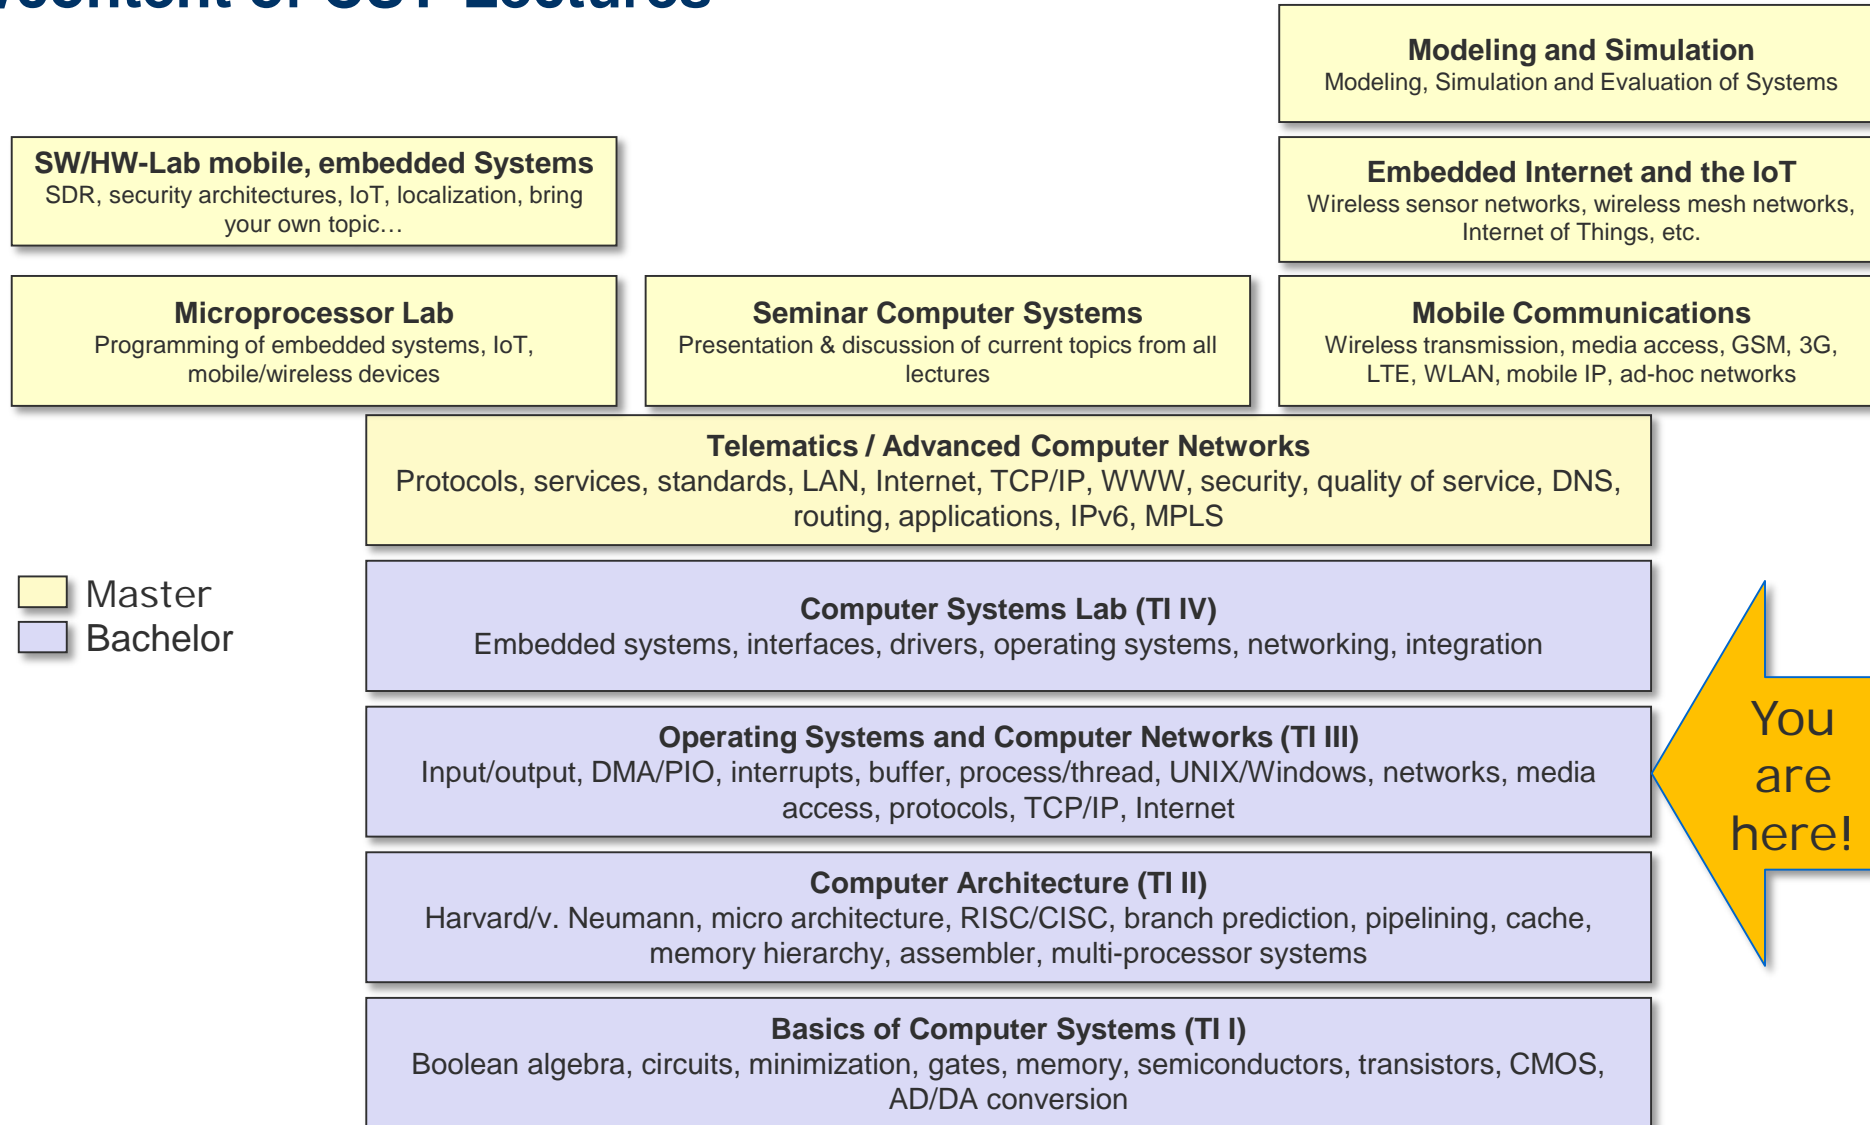 content of CST Lectures
Modeling and Simulation
Modeling, Simulation and Evaluation of Systems
SW/HW-Lab mobile, embedded Systems
SDR, security architectures, IoT, localization, bring
your own topic…
Embedded Internet and the IoT
Wireless sensor networks, wireless mesh networks,
Internet of Things, etc.
Microprocessor Lab
Programming of embedded systems, IoT,
mobile/wireless devices
Seminar Computer Systems
Presentation & discussion of current topics from all
lectures
Mobile Communications
Wireless transmission, media access, GSM, 3G,
LTE, WLAN, mobile IP, ad-hoc networks
Telematics / Advanced Computer Networks
Protocols, services, standards, LAN, Internet, TCP/IP, WWW, security, quality of service, DNS,
routing, applications, IPv6, MPLS
Master
Bachelor
Computer Systems Lab (TI IV)
Embedded systems, interfaces, drivers, operating systems, networking, integration
Operating Systems and Computer Networks (TI III)
Input/output, DMA/PIO, interrupts, buffer, process/thread, UNIX/Windows, networks, media
access, protocols, TCP/IP, Internet
You
are
here!
Computer Architecture (TI II)
Harvard/v. Neumann, micro architecture, RISC/CISC, branch prediction, pipelining, cache,
memory hierarchy, assembler, multi-processor systems
Basics of Computer Systems (TI I)
Boolean algebra, circuits, minimization, gates, memory, semiconductors, transistors, CMOS,
AD/DA conversion